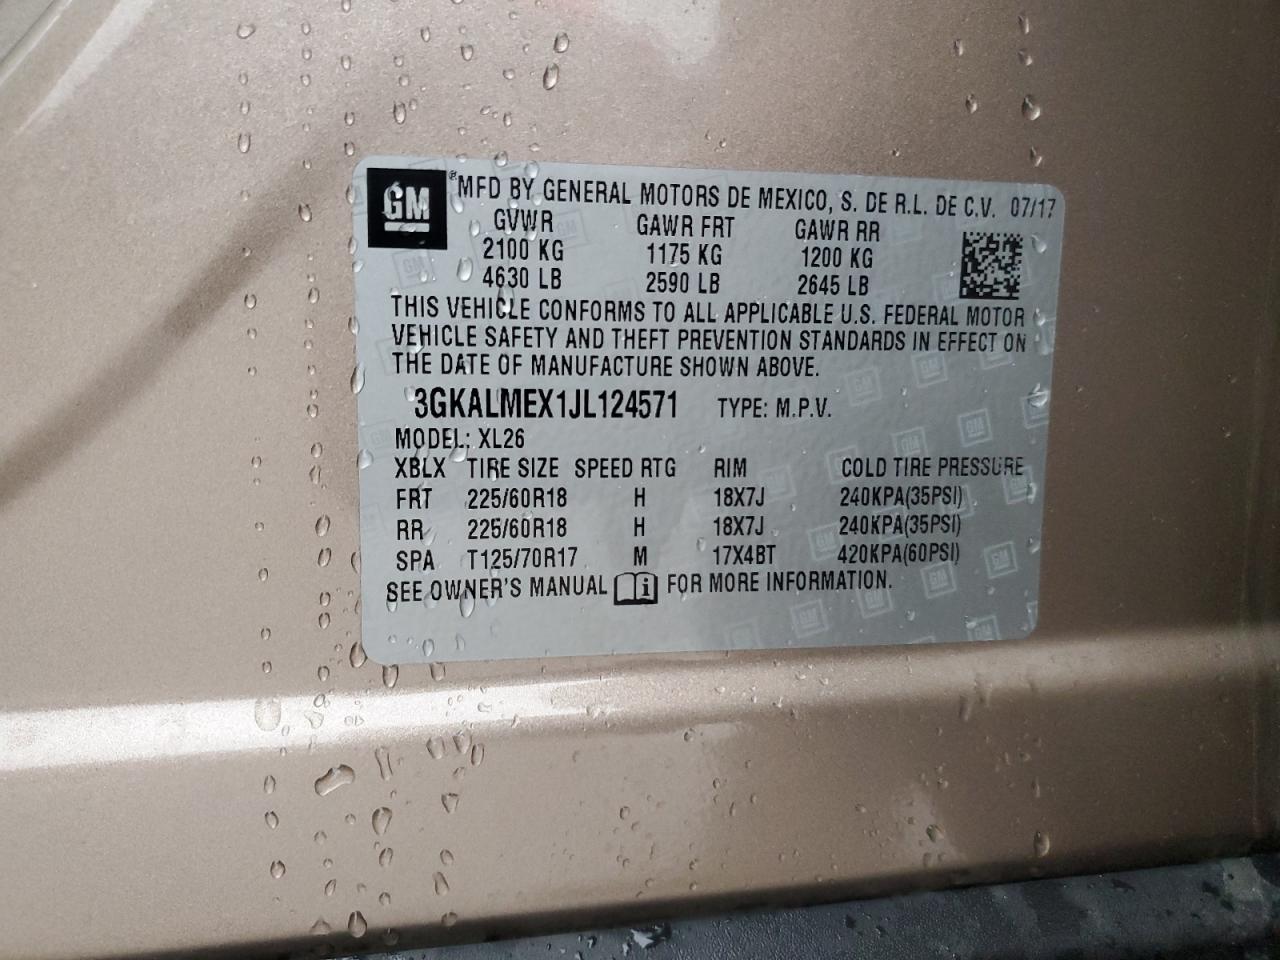 GM ® MFD BY GENERAL MOTORS DE MEXICO, S. DE R.L. DE C.V. 07/17
GVWR GAWR FRT GAWR RR
2100 KG 1175 KG 1200 KG
4630 LB 2590 LB 2645 LB
THIS VEHICLE CONFORMS TO ALL APPLICABLE U.S. FEDERAL MOTOR
VEHICLE SAFETY AND THEFT PREVENTION STANDARDS IN EFFECT ON
THE DATE OF MANUFACTURE SHOWN ABOVE.
3GKALMEX1JL124571 TYPE: M.P.V.
MODEL: XL26
XBLX TIRE SIZE SPEED RTG RIM COLD TIRE PRESSURE
FRT 225/60R18 H 18X7J 240KPA(35PSI)
RR 225/60R18 H 18X7J 240KPA(35PSI)
SPA T125/70R17 M 17X4BT 420KPA(60PSI)
SEE OWNER'S MANUAL i FOR MORE INFORMATION.